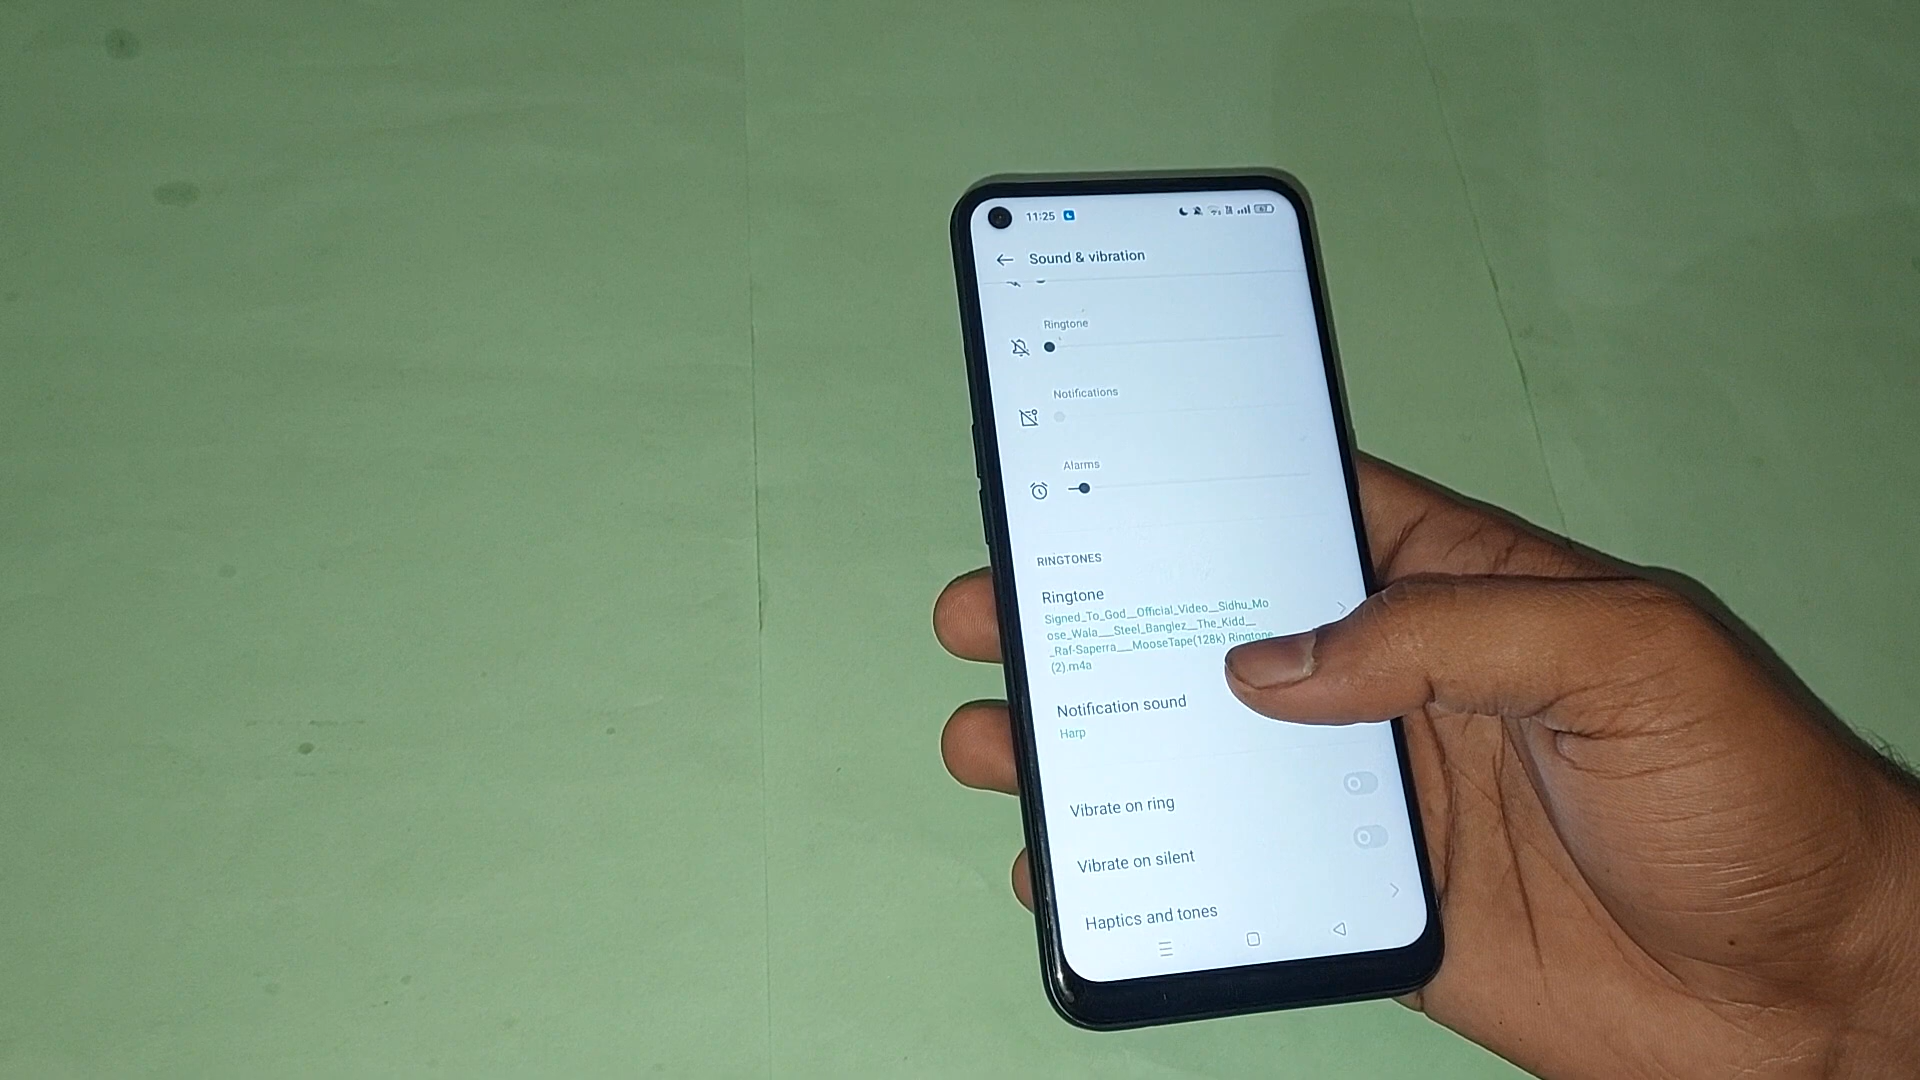 11:25
Sound & vibration
Ringtone
Notifications
Alarms
RINGTONES
Ringtone
Signed_To_God__Official_Video__Sidhu_Mo
ose_Wala___Steel_Banglez__The_Kidd__
_Raf-Saperra___MooseTape(128k) Ringtone
(2).m4a
Notification sound
Harp
Vibrate on ring
Vibrate on silent
Haptics and tones